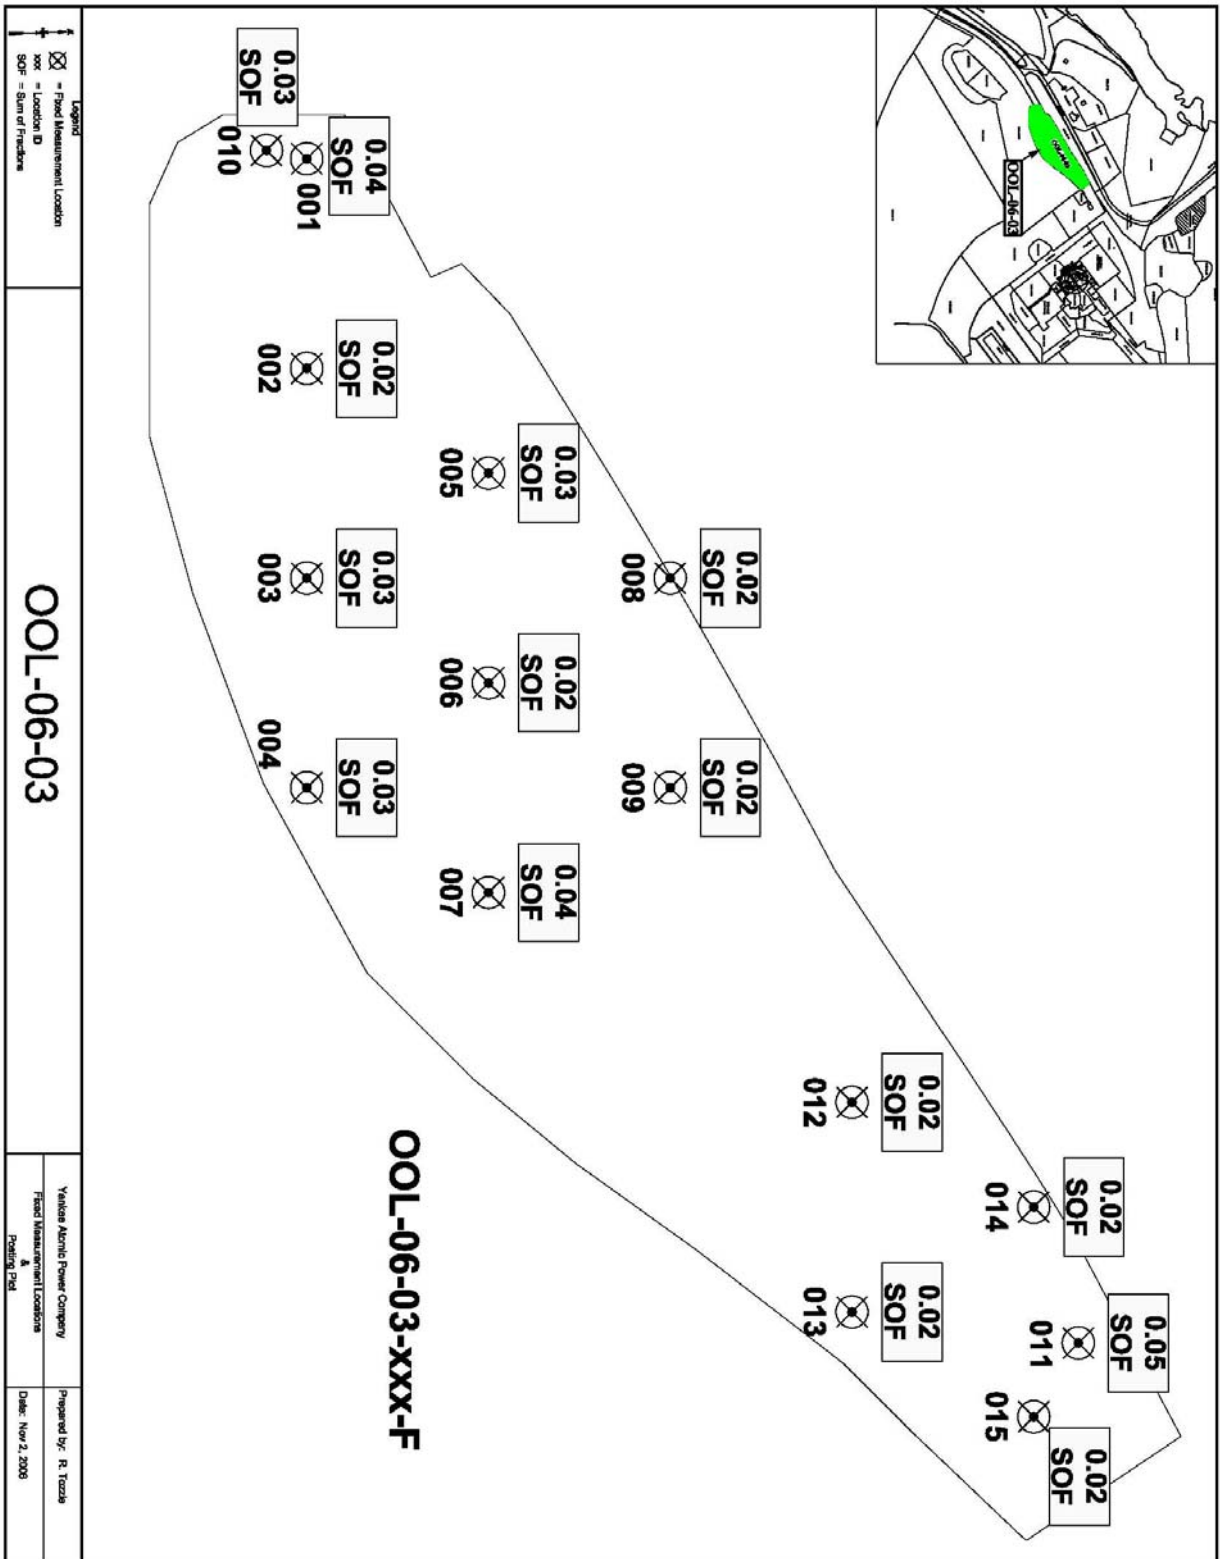 OOL-06-03
0.03
SOF
010
0.04
SOF
001
0.02
SOF
002
0.03
SOF
005
0.03
SOF
003
0.02
SOF
008
0.02
SOF
006
0.03
SOF
004
0.02
SOF
009
0.04
SOF
007
0.02
SOF
012
0.02
SOF
014
0.02
SOF
013
0.05
SOF
011
0.02
SOF
015
OOL-06-03-xxx-F
Legend
= Fixed Measurement Location
xxx = Location ID
SOF = Sum of Fractions
OOL-06-03
Yankee Atomic Power Company
Fixed Measurement Locations
&
Posting Plot
Prepared by: R. Tozzie
Date: Nov 2, 2006